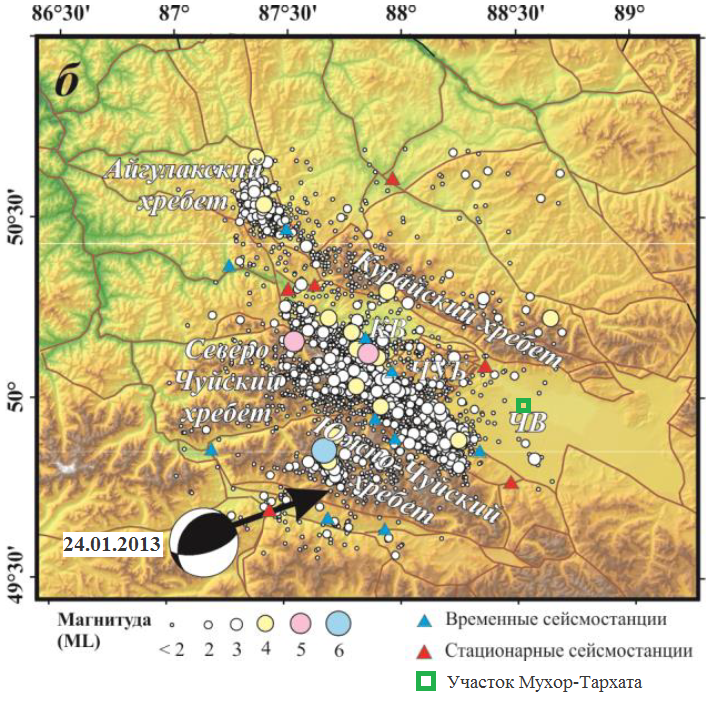 86°30' 87° 87°30' 88° 88°30' 89°
б
Айгулакский
хребет
50°30'
Курайский хребет
КВ
Северо
Чуйский
хребет
50°
ЧВ
Южно-Чуйский
хребет
24.01.2013
49°30'
Магнитуда
(ML)
< 2 2 3 4 5 6
Временные сейсмостанции
Стационарные сейсмостанции
Участок Мухор-Тархата